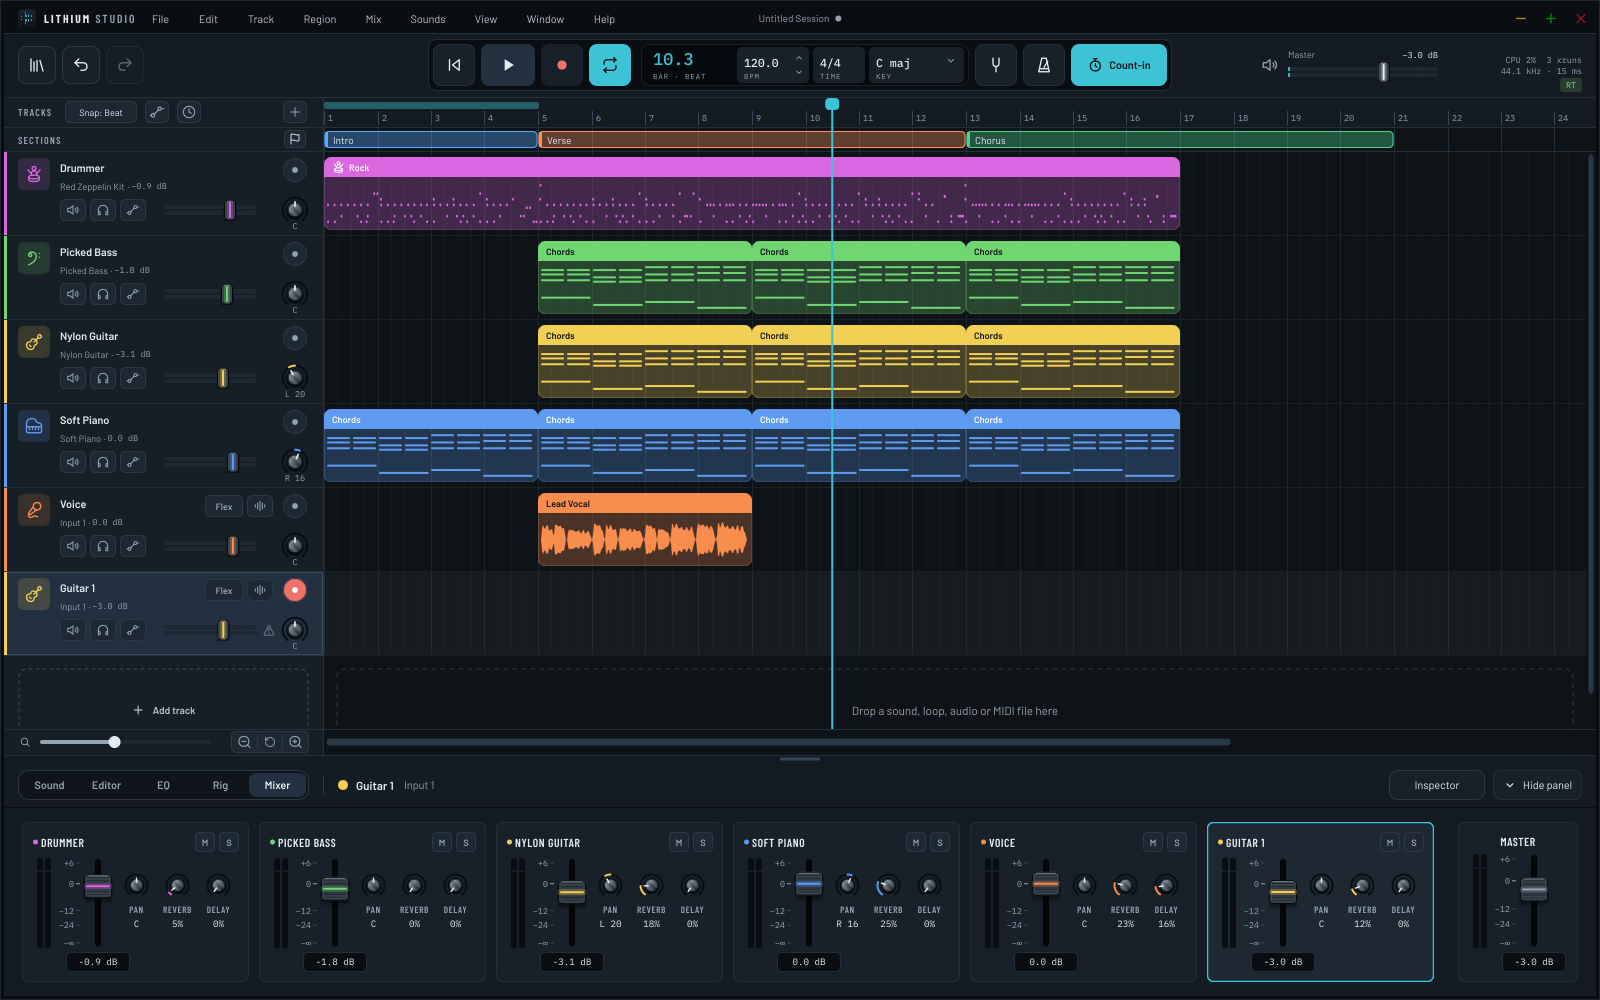 LITHIUM STUDIO File Edit Track Region Mix Sounds View Window Help Untitled Session
10.3 120.0 4/4 C maj Count-in Master -3.0 dB
BAR · BEAT BPM TIME KEY
CPU 2% 3 xruns
44.1 kHz · 15 ms
RT
TRACKS Snap: Beat
1 2 3 4 5 6 7 8 9 10 11 12 13 14 15 16 17 18 19 20 21 22 23 24
SECTIONS Intro Verse Chorus
Drummer
Red Zeppelin Kit · -0.9 dB
C
Rock
Picked Bass
Picked Bass · -1.8 dB
C
Chords Chords Chords
Nylon Guitar
Nylon Guitar · -3.1 dB
L 20
Chords Chords Chords
Soft Piano
Soft Piano · 0.0 dB
R 16
Chords Chords Chords Chords
Voice Flex
Input 1 · 0.0 dB
C
Lead Vocal
Guitar 1 Flex
Input 1 · -3.0 dB
C
Add track
Drop a sound, loop, audio or MIDI file here
Sound Editor EQ Rig Mixer Guitar 1 Input 1 Inspector Hide panel
DRUMMER M S
+6
0
-12
-24
-∞
PAN REVERB DELAY
C 5% 0%
-0.9 dB
PICKED BASS M S
+6
0
-12
-24
-∞
PAN REVERB DELAY
C 0% 0%
-1.8 dB
NYLON GUITAR M S
+6
0
-12
-24
-∞
PAN REVERB DELAY
L 20 18% 0%
-3.1 dB
SOFT PIANO M S
+6
0
-12
-24
-∞
PAN REVERB DELAY
R 16 25% 0%
0.0 dB
VOICE M S
+6
0
-12
-24
-∞
PAN REVERB DELAY
C 23% 16%
0.0 dB
GUITAR 1 M S
+6
0
-12
-24
-∞
PAN REVERB DELAY
C 12% 0%
-3.0 dB
MASTER
+6
0
-12
-24
-∞
-3.0 dB